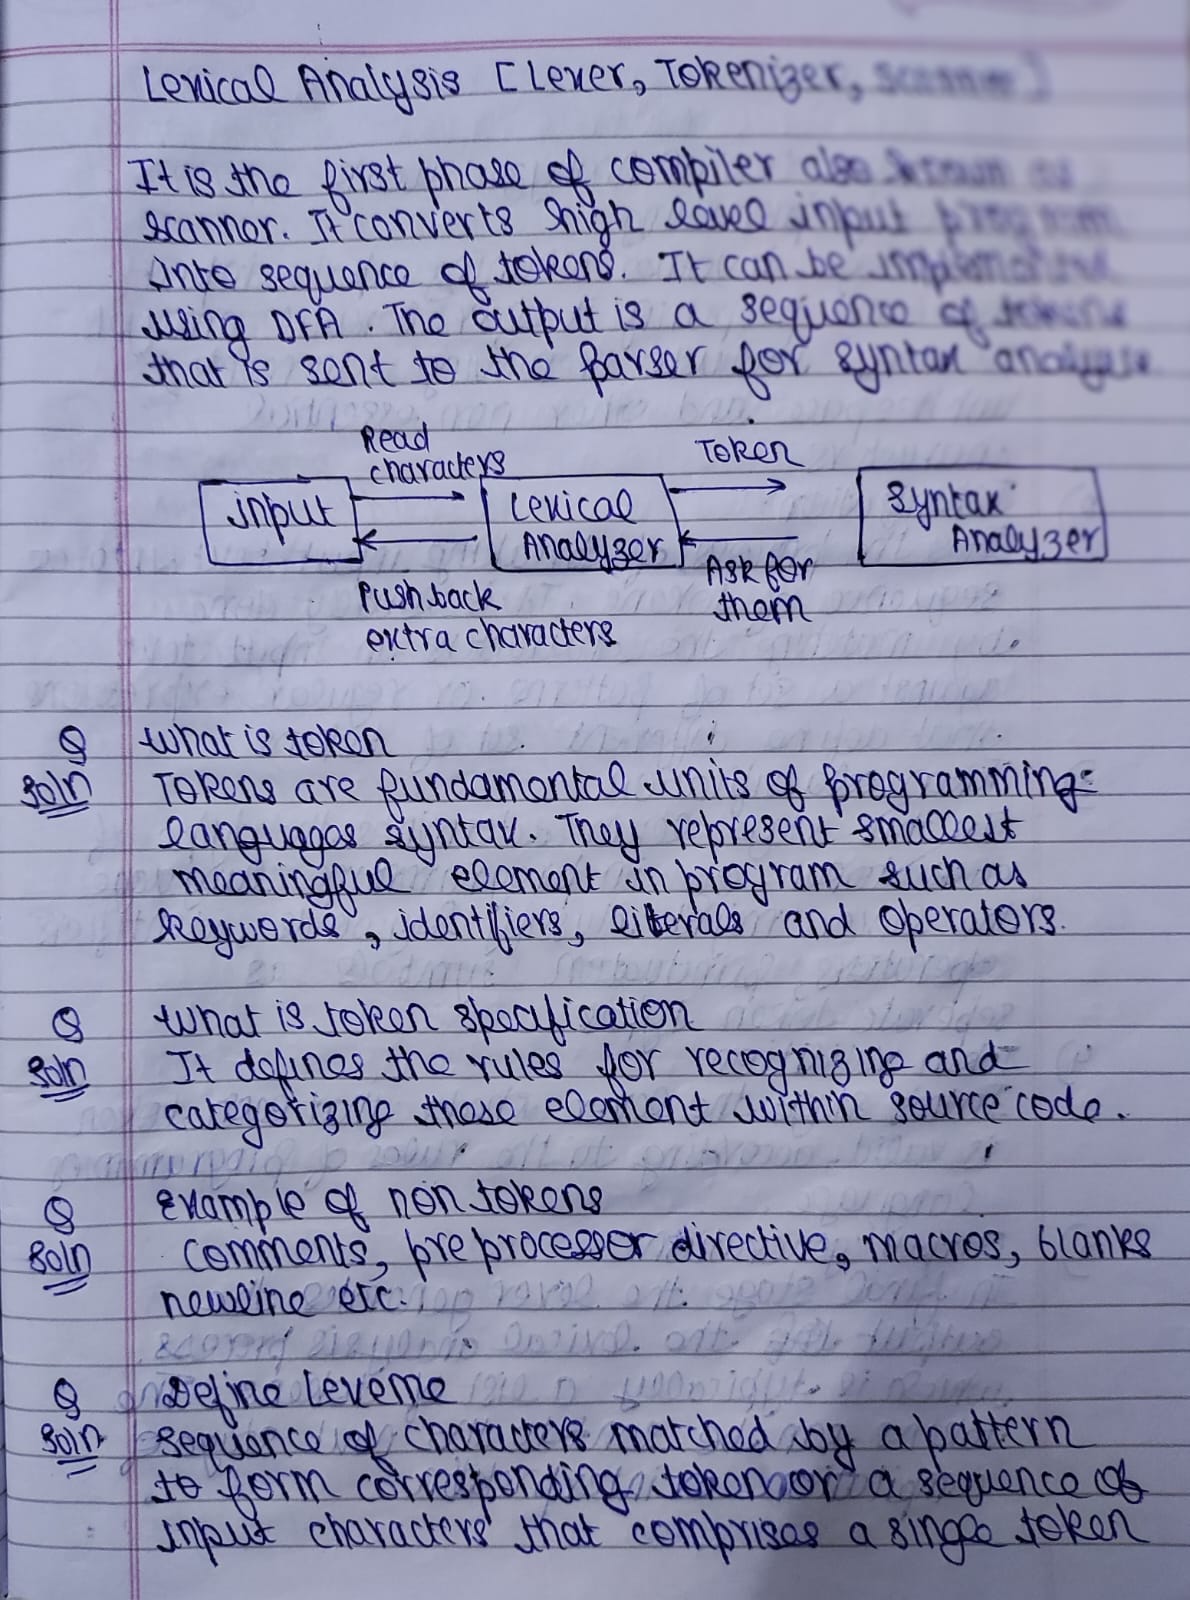 Lexical Analysis [Lexer, Tokenizer, Scanner]
It is the first phase of compiler also known as
scanner. It converts high level input program
into sequence of tokens. It can be implemented
using DFA. The output is a sequence of tokens
that is sent to the parser for syntax analysis
Read
characters
Token
input
Lexical
Analyzer
Syntax
Analyzer
Push back
extra characters
Ask for
them
Q What is token
Soln Tokens are fundamental units of programming
languages syntax. They represent smallest
meaningful element in program such as
keywords, identifiers, literals and operators.
Q What is token specification
Soln It defines the rules for recognizing and
categorizing these element within source code.
Q Example of non tokens
Soln comments, preprocessor directive, macros, blanks
newline etc.
Q Define Lexeme
Soln sequence of characters matched by a pattern
to form corresponding token or a sequence of
input characters that comprises a single token